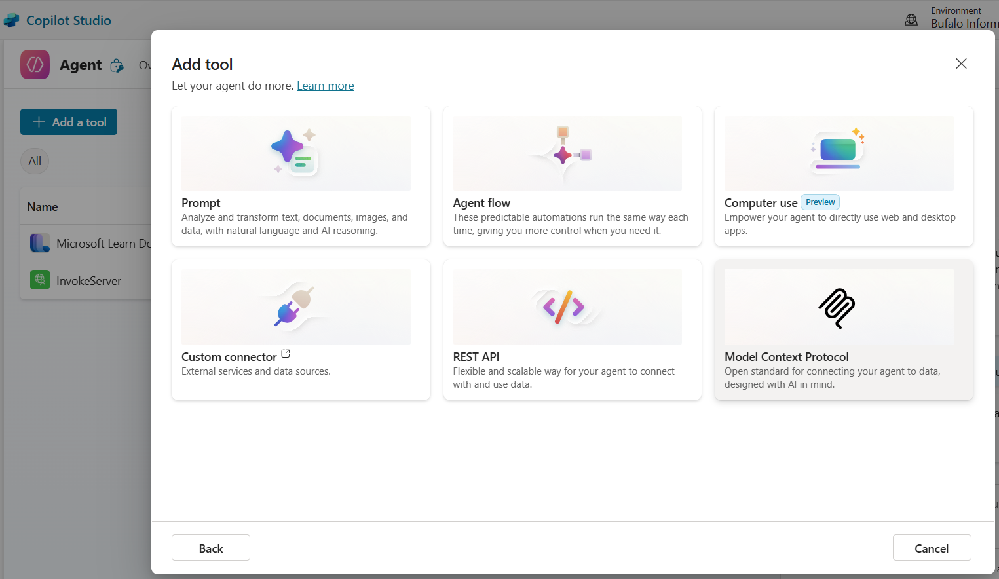 Copilot Studio
Environment
Bufalo Inform
Agent
Ov
Add a tool
All
Name
Microsoft Learn Do
InvokeServer
Add tool
Let your agent do more. Learn more
Prompt
Analyze and transform text, documents, images, and
data, with natural language and AI reasoning.
Agent flow
These predictable automations run the same way each
time, giving you more control when you need it.
Computer use Preview
Empower your agent to directly use web and desktop
apps.
Custom connector
External services and data sources.
REST API
Flexible and scalable way for your agent to connect
with and use data.
Model Context Protocol
Open standard for connecting your agent to data,
designed with AI in mind.
Back
Cancel